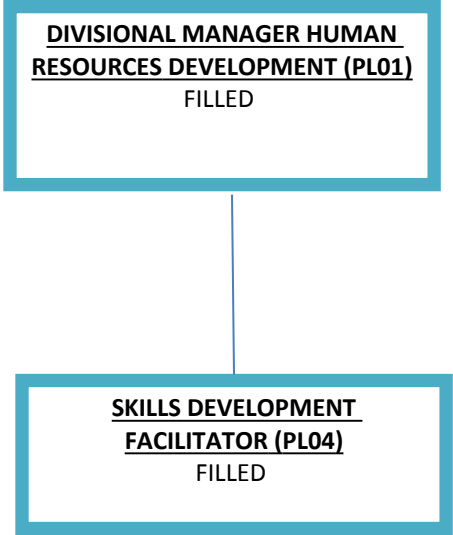 DIVISIONAL MANAGER HUMAN
RESOURCES DEVELOPMENT (PL01)
FILLED
SKILLS DEVELOPMENT
FACILITATOR (PL04)
FILLED